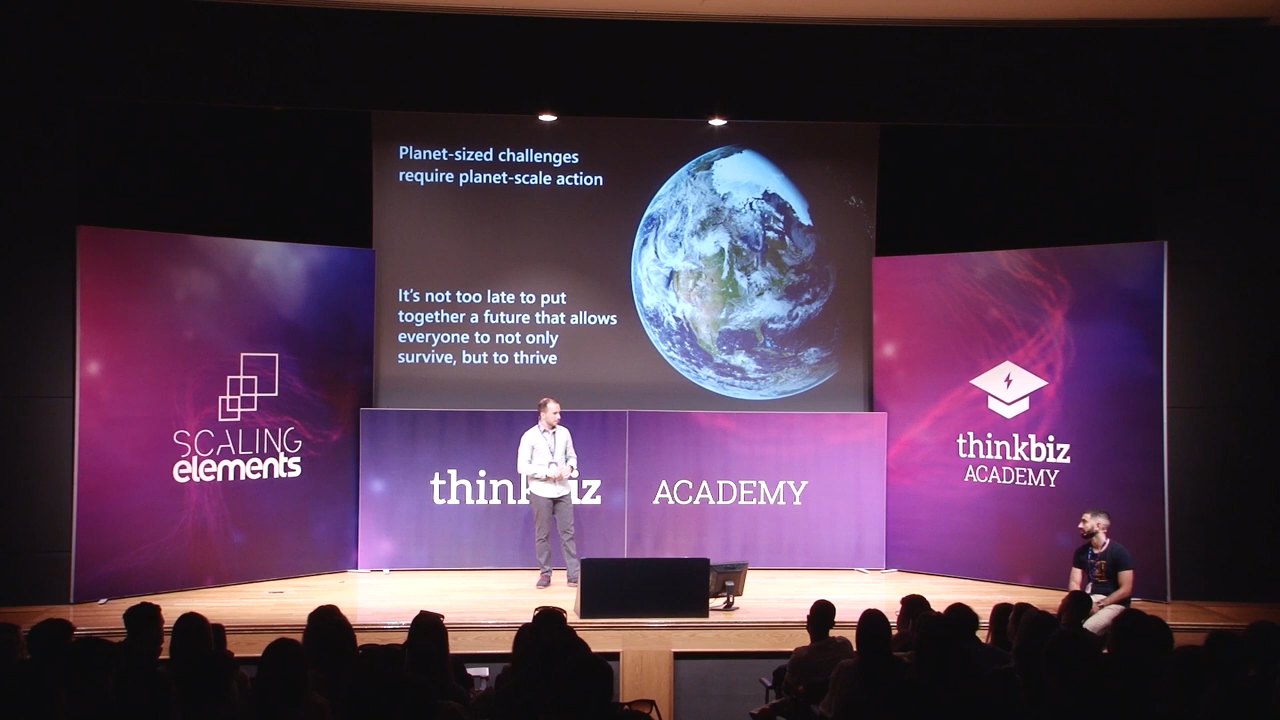 Planet-sized challenges
require planet-scale action
It's not too late to put
together a future that allows
everyone to not only
survive, but to thrive
SCALING
elements
thinkbiz
ACADEMY
thinkbiz
ACADEMY